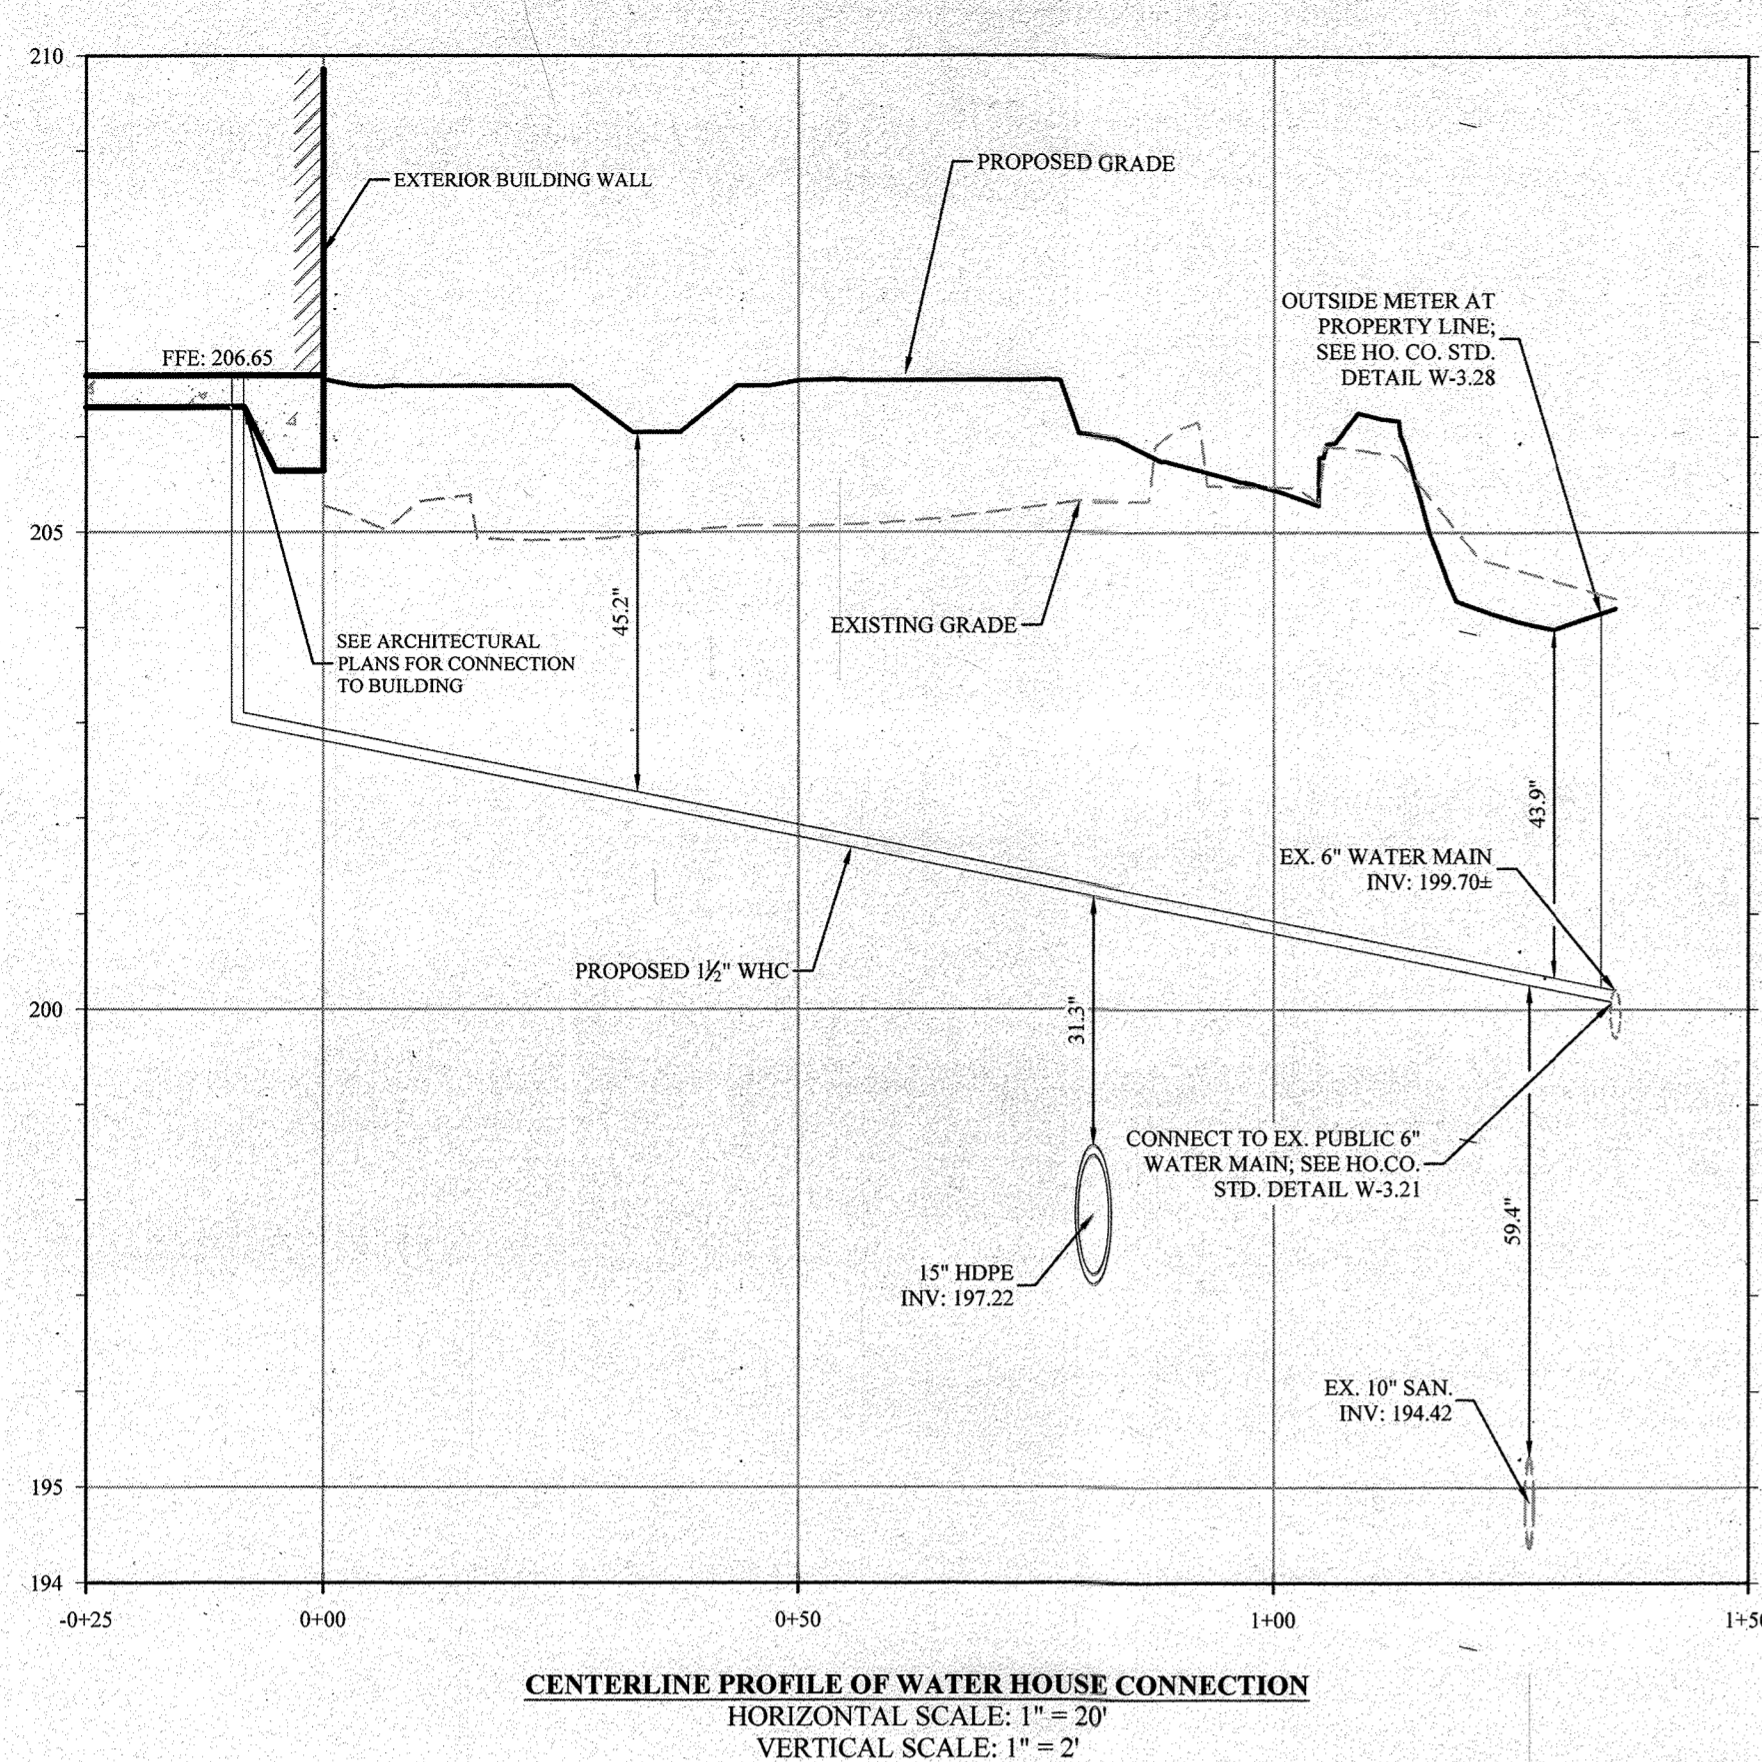 210
EXTERIOR BUILDING WALL
PROPOSED GRADE
OUTSIDE METER AT
PROPERTY LINE;
SEE HO. CO. STD.
DETAIL W-3.28
FFE: 206.65
205
45.2"
EXISTING GRADE
SEE ARCHITECTURAL
PLANS FOR CONNECTION
TO BUILDING
43.9"
EX. 6" WATER MAIN
INV: 199.70±
PROPOSED 1½" WHC
200
31.3"
CONNECT TO EX. PUBLIC 6"
WATER MAIN; SEE HO.CO.
STD. DETAIL W-3.21
59.4"
15" HDPE
INV: 197.22
EX. 10" SAN.
INV: 194.42
195
194
-0+25 0+00 0+50 1+00 1+50
CENTERLINE PROFILE OF WATER HOUSE CONNECTION
HORIZONTAL SCALE: 1" = 20'
VERTICAL SCALE: 1" = 2'